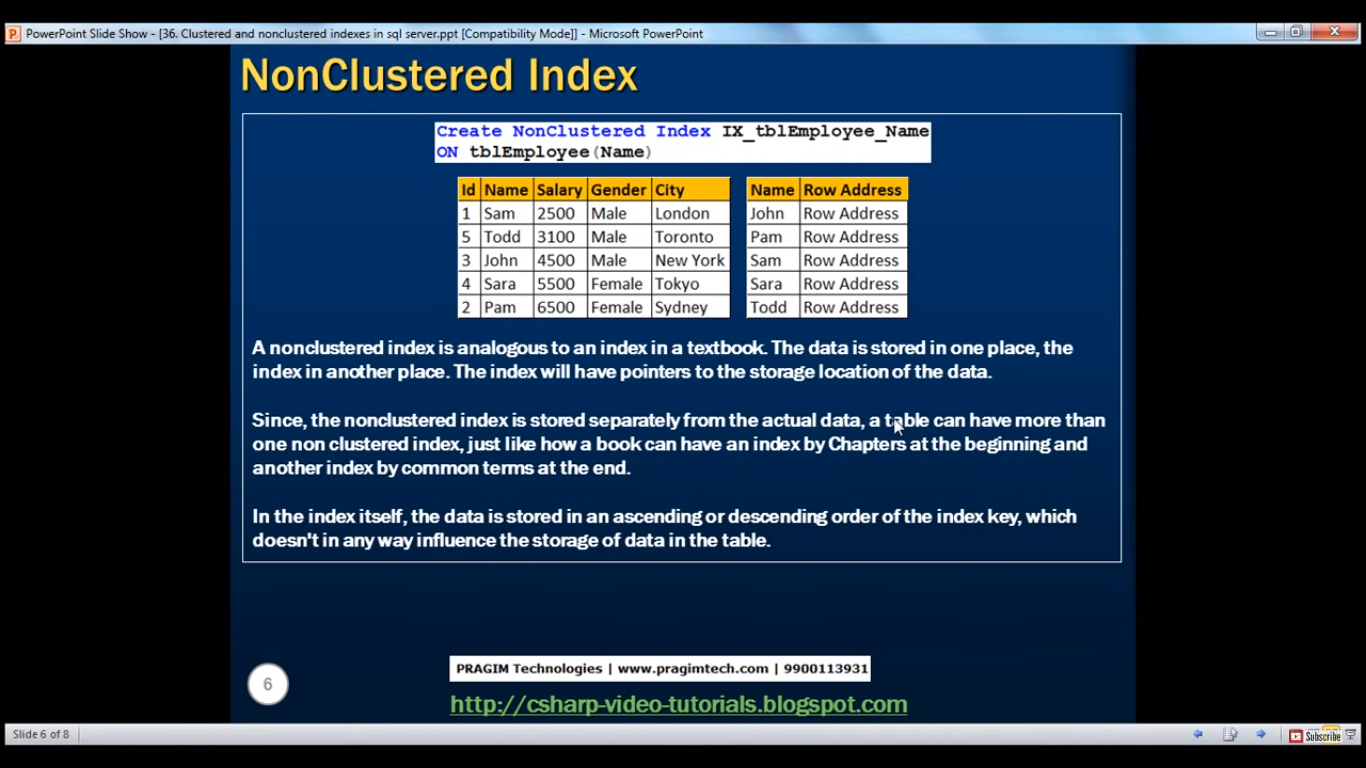 PowerPoint Slide Show - [36. Clustered and nonclustered indexes in sql server.ppt [Compatibility Mode]] - Microsoft PowerPoint
NonClustered Index
Create NonClustered Index IX_tblEmployee_Name
ON tblEmployee(Name)
Id Name Salary Gender City
1 Sam 2500 Male London
5 Todd 3100 Male Toronto
3 John 4500 Male New York
4 Sara 5500 Female Tokyo
2 Pam 6500 Female Sydney
Name Row Address
John Row Address
Pam Row Address
Sam Row Address
Sara Row Address
Todd Row Address
A nonclustered index is analogous to an index in a textbook. The data is stored in one place, the
index in another place. The index will have pointers to the storage location of the data.
Since, the nonclustered index is stored separately from the actual data, a table can have more than
one non clustered index, just like how a book can have an index by Chapters at the beginning and
another index by common terms at the end.
In the index itself, the data is stored in an ascending or descending order of the index key, which
doesn't in any way influence the storage of data in the table.
6
PRAGIM Technologies | www.pragimtech.com | 9900113931
http://csharp-video-tutorials.blogspot.com
Slide 6 of 8
Subscribe